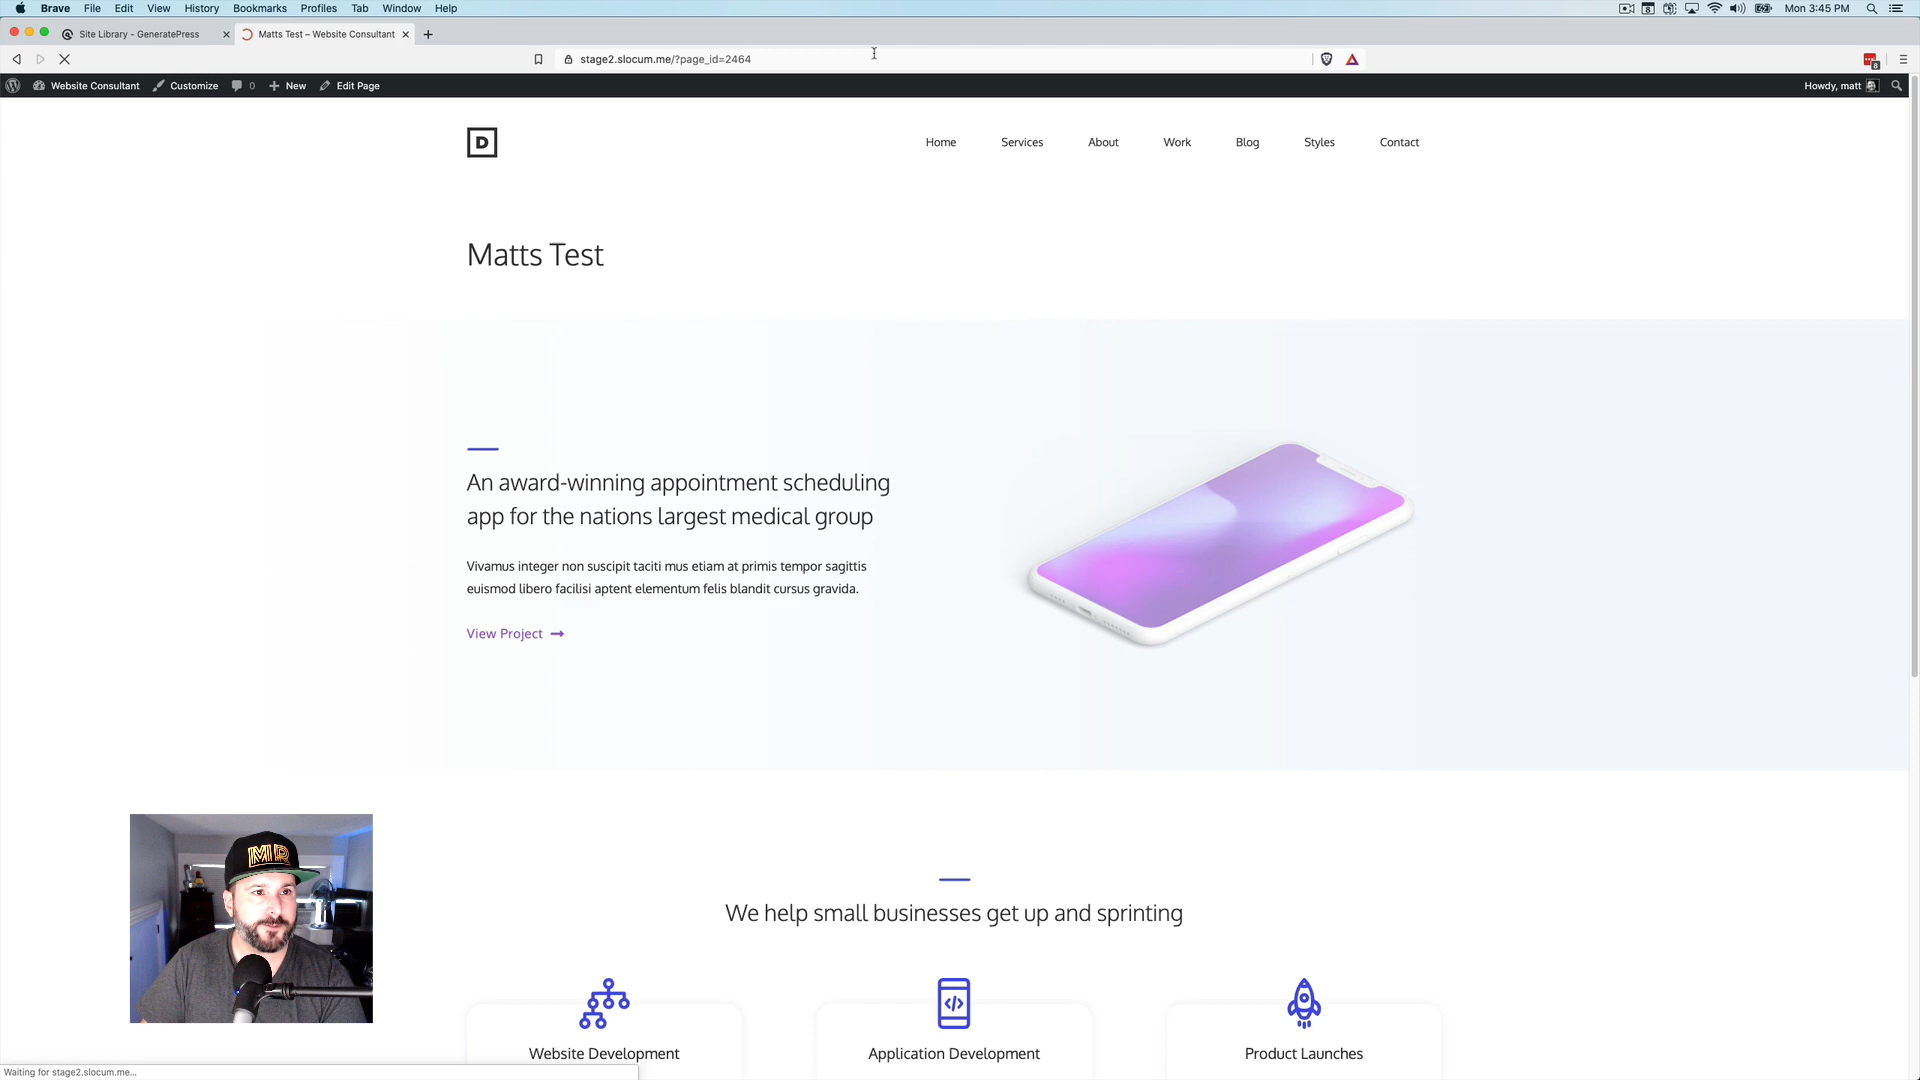 Brave File Edit View History Bookmarks Profiles Tab Window Help
Mon 3:45 PM
Site Library - GeneratePress
Matts Test – Website Consultant
stage2.slocum.me/?page_id=2464
Website Consultant Customize 0 New Edit Page
Howdy, matt
D
Home Services About Work Blog Styles Contact
Matts Test
An award-winning appointment scheduling
app for the nations largest medical group
Vivamus integer non suscipit taciti mus etiam at primis tempor sagittis
euismod libero facilisi aptent elementum felis blandit cursus gravida.
View Project
We help small businesses get up and sprinting
MR
</>
Website Development
Application Development
Product Launches
Waiting for stage2.slocum.me...